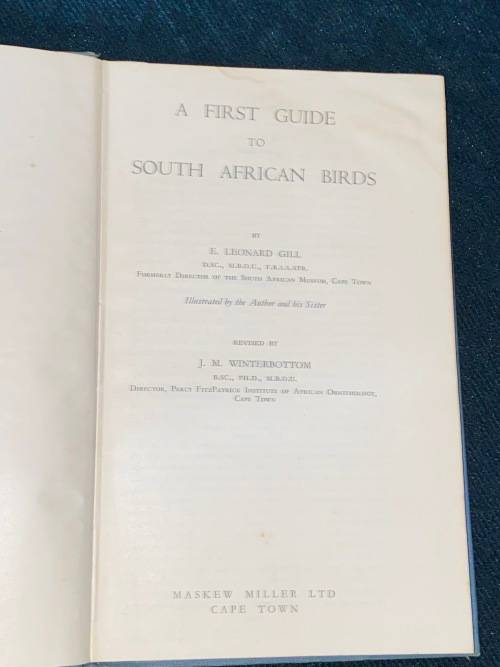 A FIRST GUIDE
TO
SOUTH AFRICAN BIRDS
BY
E. LEONARD GILL
D.SC., M.B.O.U., F.R.S.S.AFR.
FORMERLY DIRECTOR OF THE SOUTH AFRICAN MUSEUM, CAPE TOWN
Illustrated by the Author and his Sister
REVISED BY
J. M. WINTERBOTTOM
B.SC., PH.D., M.B.O.U.
DIRECTOR, PERCY FITZPATRICK INSTITUTE OF AFRICAN ORNITHOLOGY,
CAPE TOWN
MASKEW MILLER LTD
CAPE TOWN